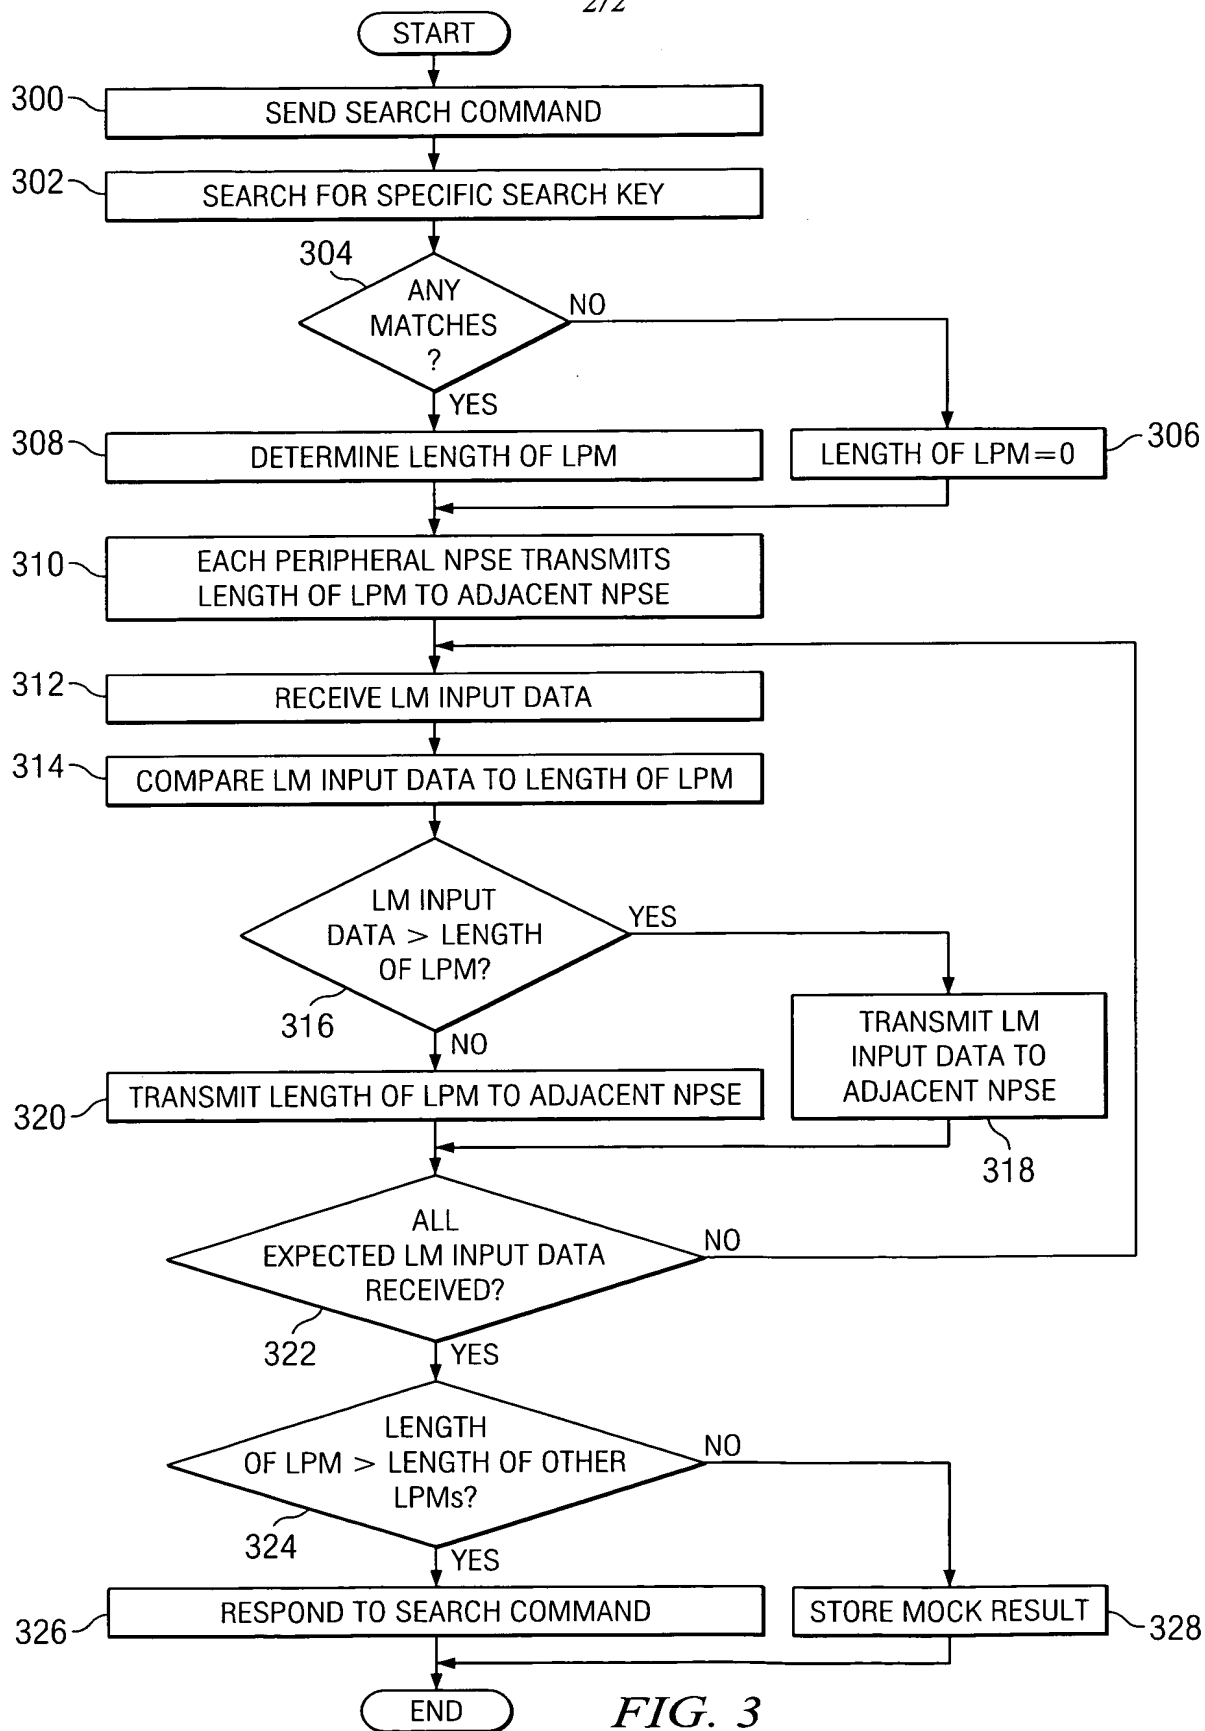 2/2
START
300
SEND SEARCH COMMAND
302
SEARCH FOR SPECIFIC SEARCH KEY
304
ANY
MATCHES
?
NO
YES
308
DETERMINE LENGTH OF LPM
LENGTH OF LPM=0
306
310
EACH PERIPHERAL NPSE TRANSMITS
LENGTH OF LPM TO ADJACENT NPSE
312
RECEIVE LM INPUT DATA
314
COMPARE LM INPUT DATA TO LENGTH OF LPM
LM INPUT
DATA > LENGTH
OF LPM?
YES
316
NO
TRANSMIT LM
INPUT DATA TO
ADJACENT NPSE
318
320
TRANSMIT LENGTH OF LPM TO ADJACENT NPSE
ALL
EXPECTED LM INPUT DATA
RECEIVED?
NO
322
YES
LENGTH
OF LPM > LENGTH OF OTHER
LPMs?
NO
324
YES
326
RESPOND TO SEARCH COMMAND
STORE MOCK RESULT
328
END
FIG. 3